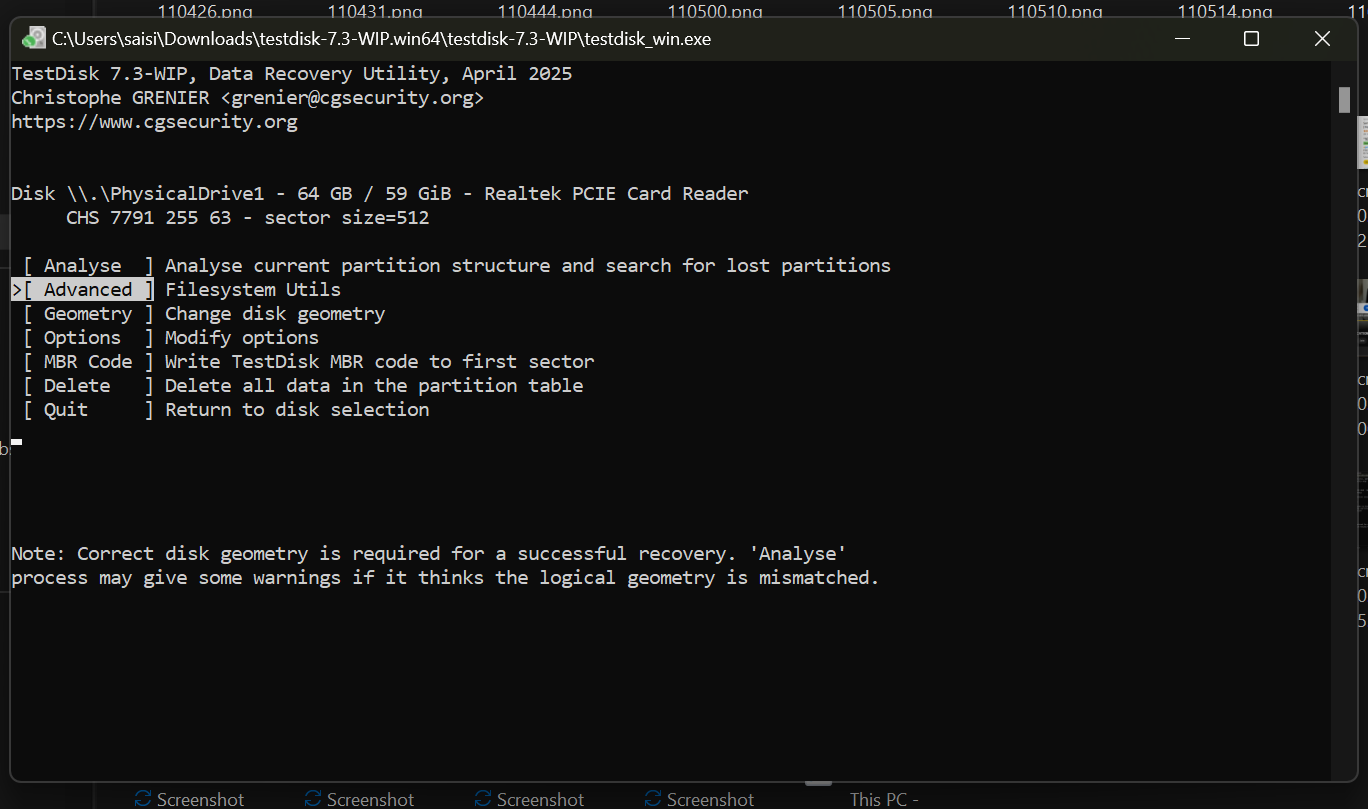 110426.png 110431.png 110444.png 110500.png 110505.png 110510.png 110514.png
C:\Users\saisi\Downloads\testdisk-7.3-WIP.win64\testdisk-7.3-WIP\testdisk_win.exe
TestDisk 7.3-WIP, Data Recovery Utility, April 2025
Christophe GRENIER <grenier@cgsecurity.org>
https://www.cgsecurity.org
Disk \\.\PhysicalDrive1 - 64 GB / 59 GiB - Realtek PCIE Card Reader
CHS 7791 255 63 - sector size=512
[ Analyse ] Analyse current partition structure and search for lost partitions
>[ Advanced ] Filesystem Utils
[ Geometry ] Change disk geometry
[ Options ] Modify options
[ MBR Code ] Write TestDisk MBR code to first sector
[ Delete ] Delete all data in the partition table
[ Quit ] Return to disk selection
Note: Correct disk geometry is required for a successful recovery. 'Analyse'
process may give some warnings if it thinks the logical geometry is mismatched.
Screenshot Screenshot Screenshot Screenshot This PC -